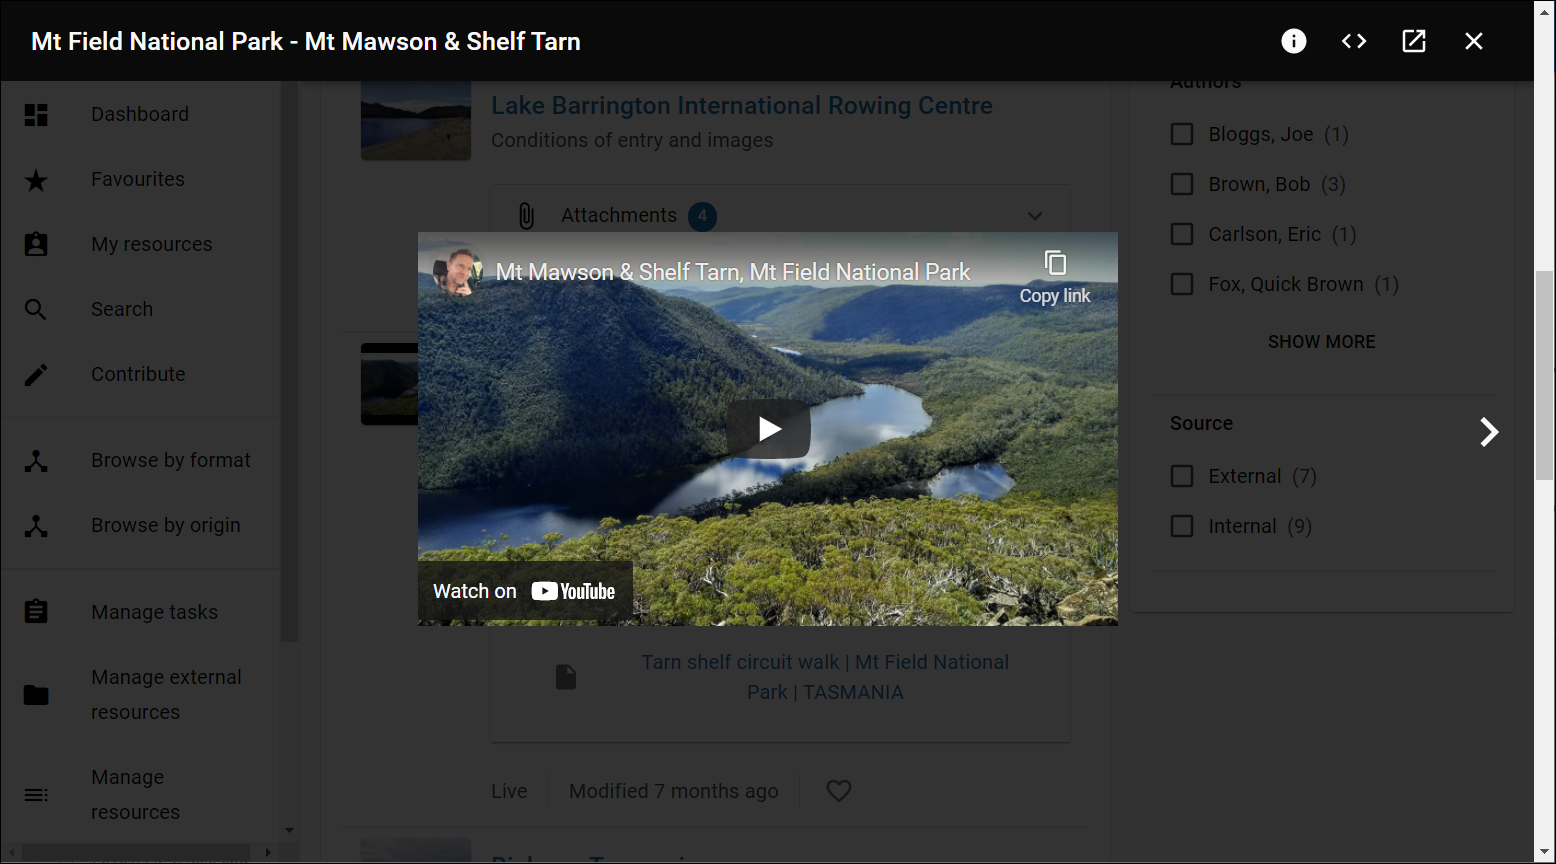 Mt Field National Park - Mt Mawson & Shelf Tarn
Dashboard
Favourites
My resources
Search
Contribute
Browse by format
Browse by origin
Manage tasks
Manage external
resources
Manage
resources
Lake Barrington International Rowing Centre
Conditions of entry and images
Attachments 4
Mt Mawson & Shelf Tarn, Mt Field National Park
Copy link
Watch on YouTube
Tarn shelf circuit walk | Mt Field National
Park | TASMANIA
Live
Modified 7 months ago
Authors
Bloggs, Joe (1)
Brown, Bob (3)
Carlson, Eric (1)
Fox, Quick Brown (1)
SHOW MORE
Source
External (7)
Internal (9)